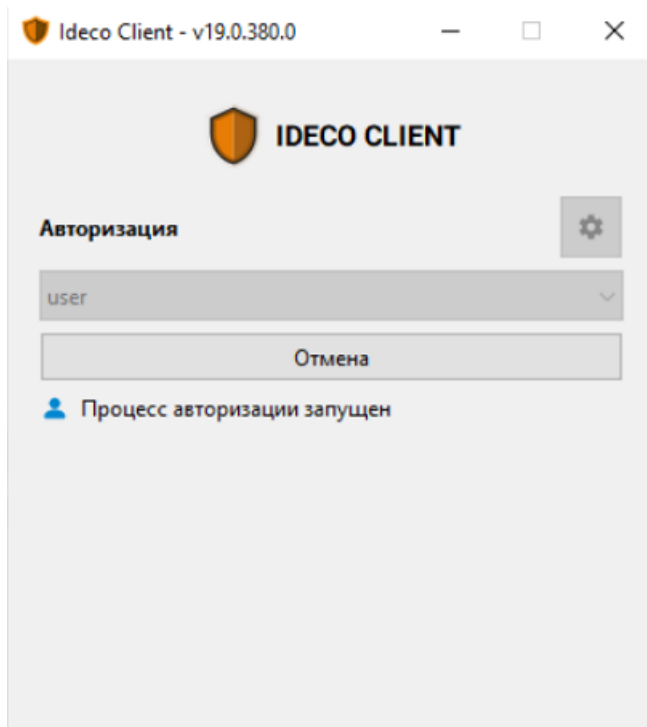 Ideco Client - v19.0.380.0
IDECO CLIENT
Авторизация
user
Отмена
Процесс авторизации запущен